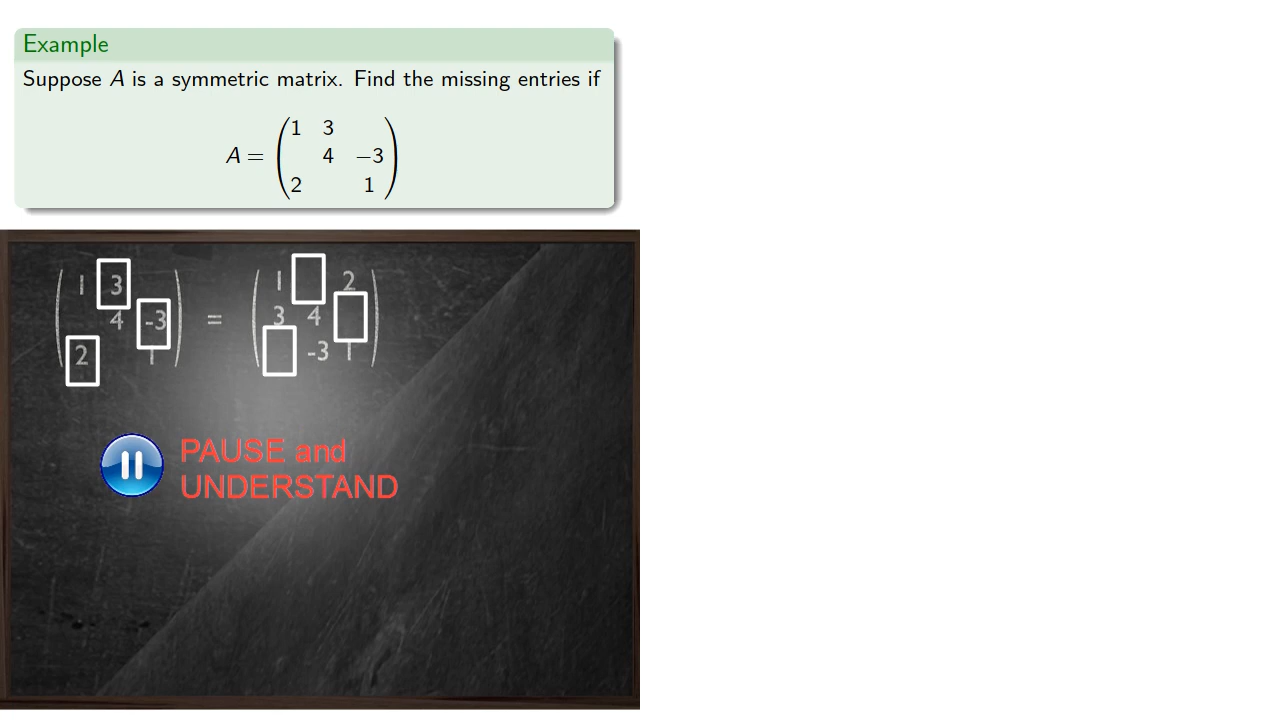 Example
Suppose A is a symmetric matrix. Find the missing entries if
1 3
A = 4 −3
2 1
1 3 1 2
4 -3 = 3 4
2 1 -3 1
PAUSE and
UNDERSTAND